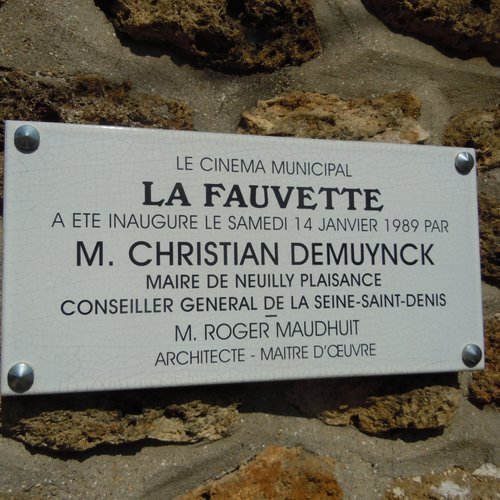 LE CINEMA MUNICIPAL
LA FAUVETTE
A ETE INAUGURE LE SAMEDI 14 JANVIER 1989 PAR
M. CHRISTIAN DEMUYNCK
MAIRE DE NEUILLY PLAISANCE
CONSEILLER GENERAL DE LA SEINE-SAINT-DENIS
–
M. ROGER MAUDHUIT
ARCHITECTE - MAITRE D'ŒUVRE